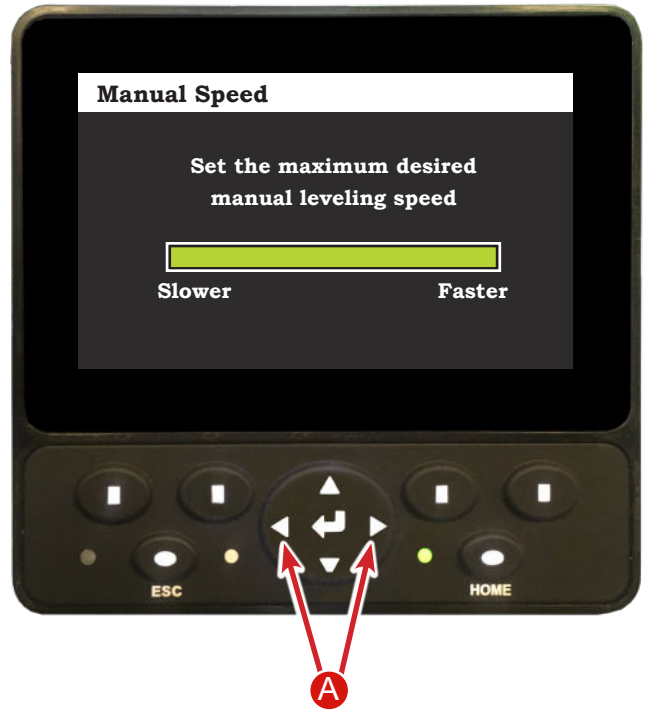 Manual Speed
Set the maximum desired
manual leveling speed
Slower Faster
ESC HOME
A